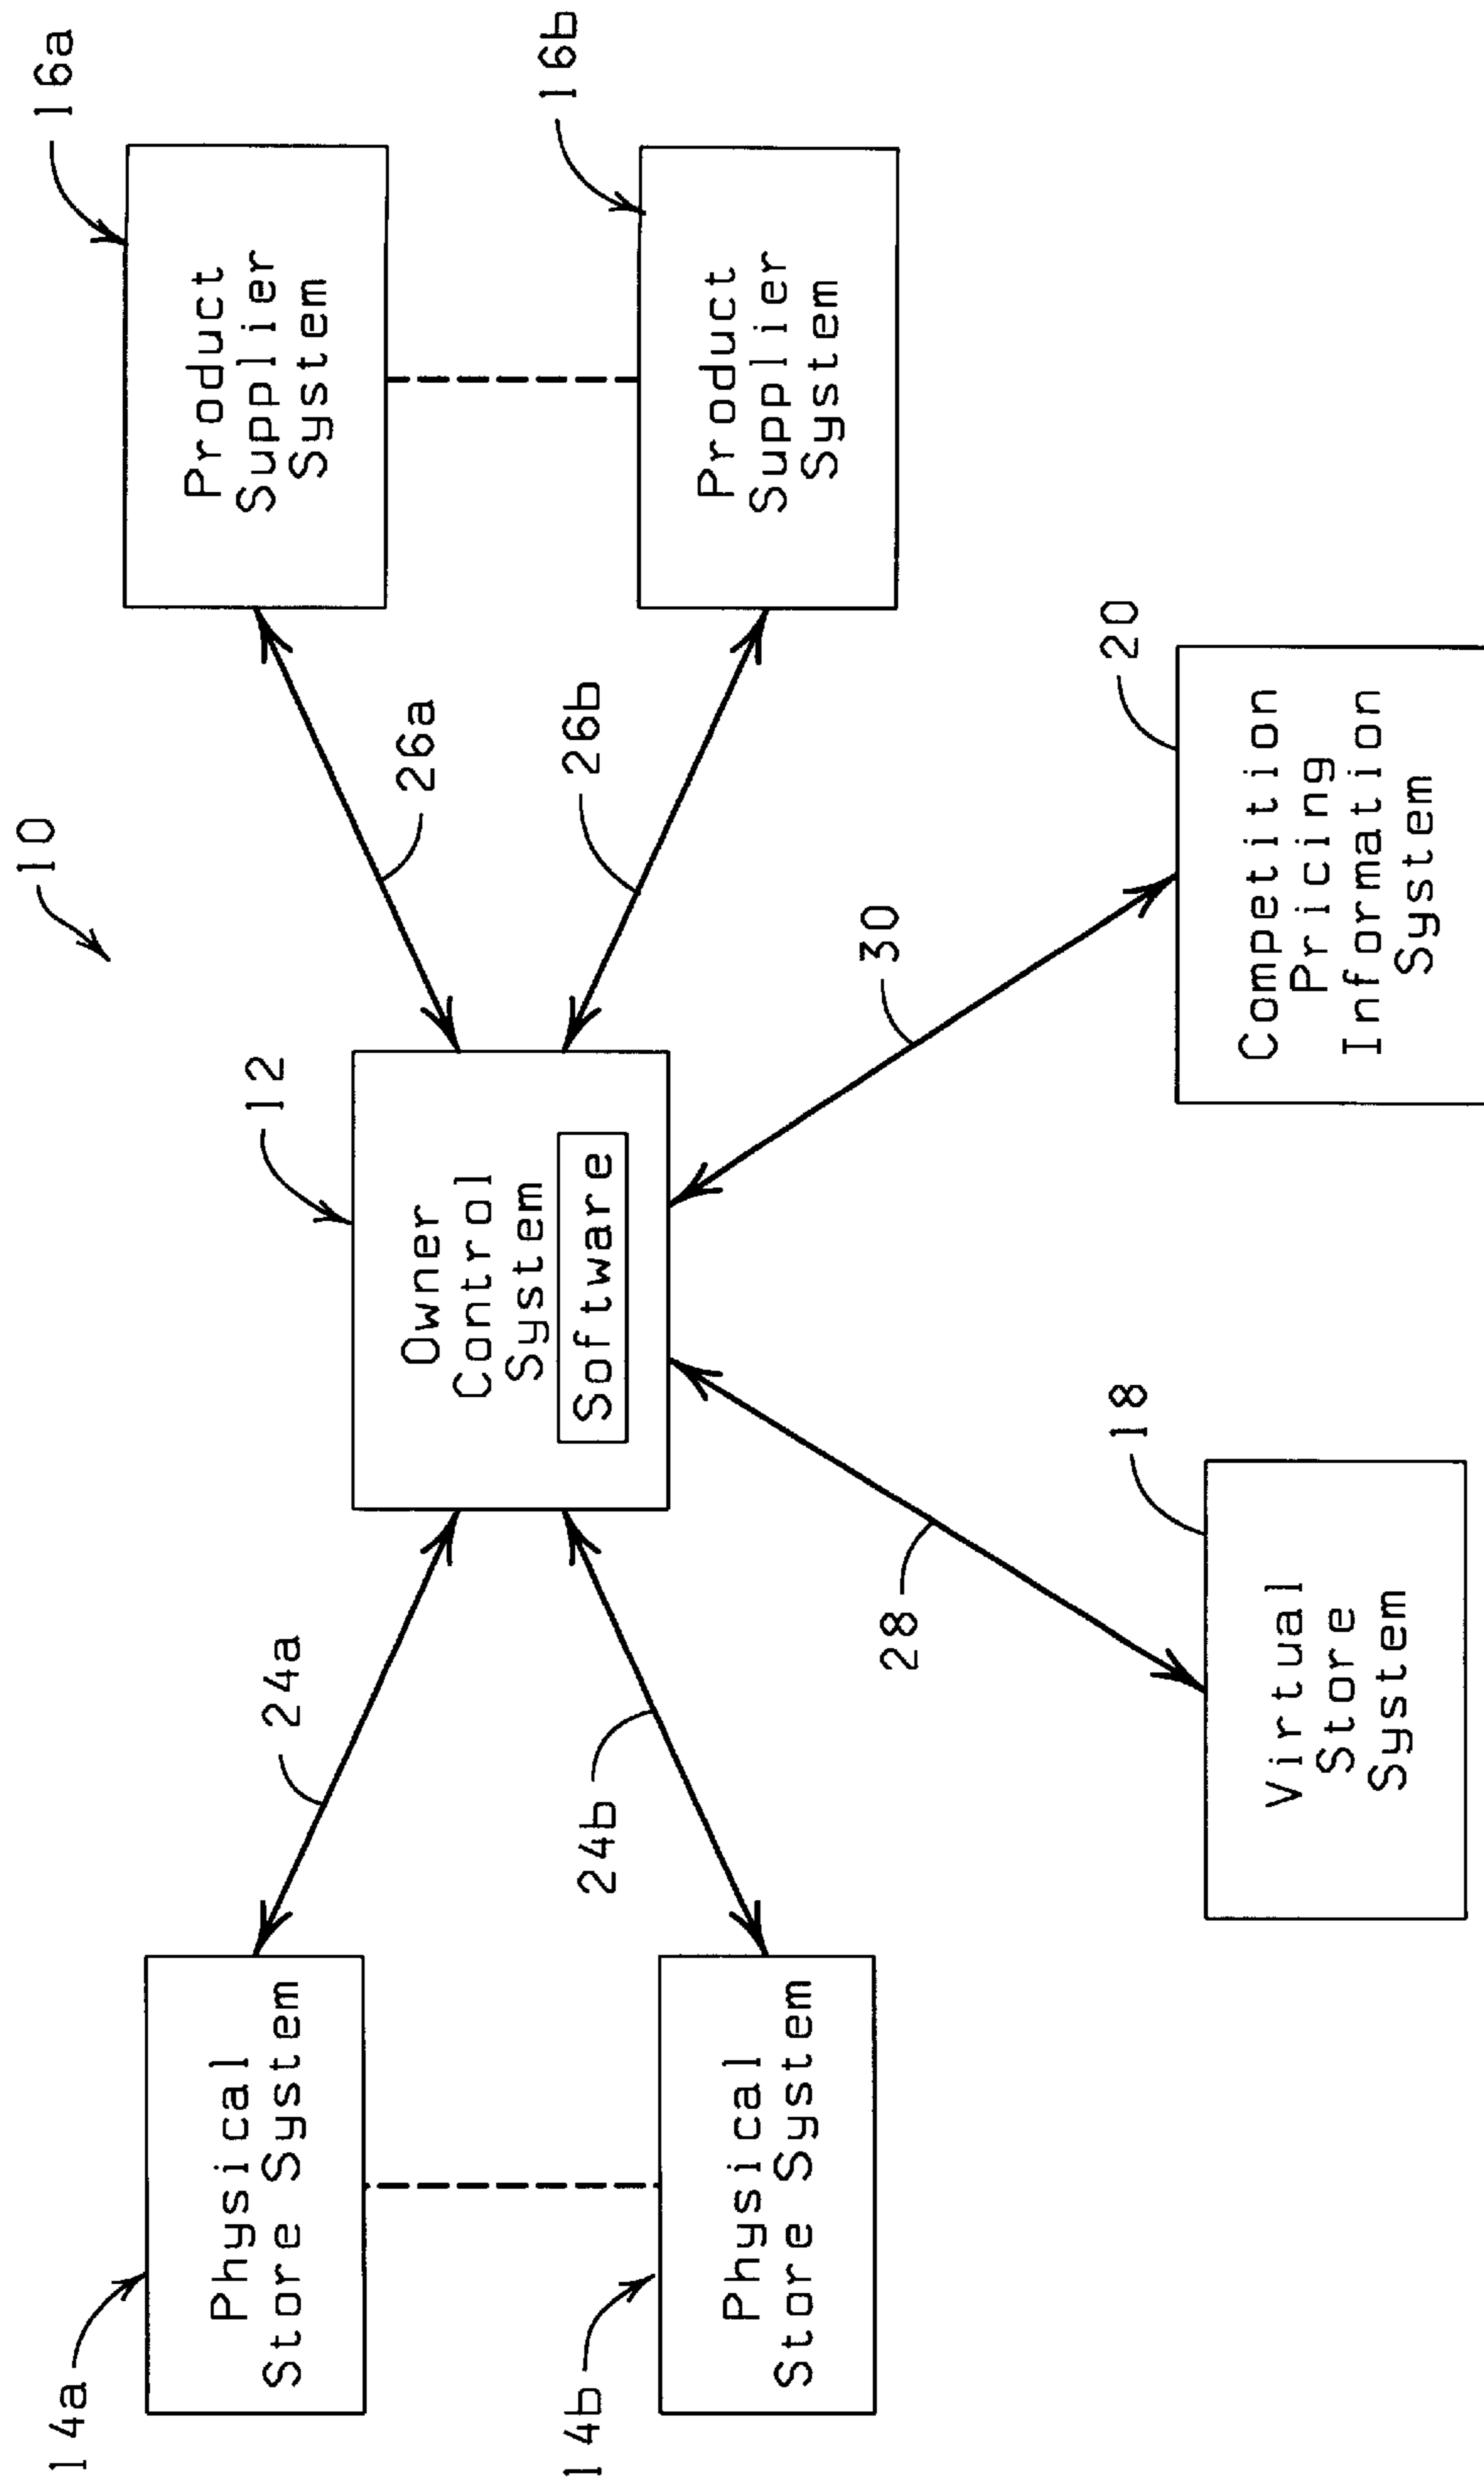 10
14a
Physical
Store System
24a
12
Owner
Control
System
Software
26a
16a
Product
Supplier
System
14b
Physical
Store System
24b
26b
16b
Product
Supplier
System
28
30
18
Virtual
Store
System
20
Competition
Pricing
Information
System